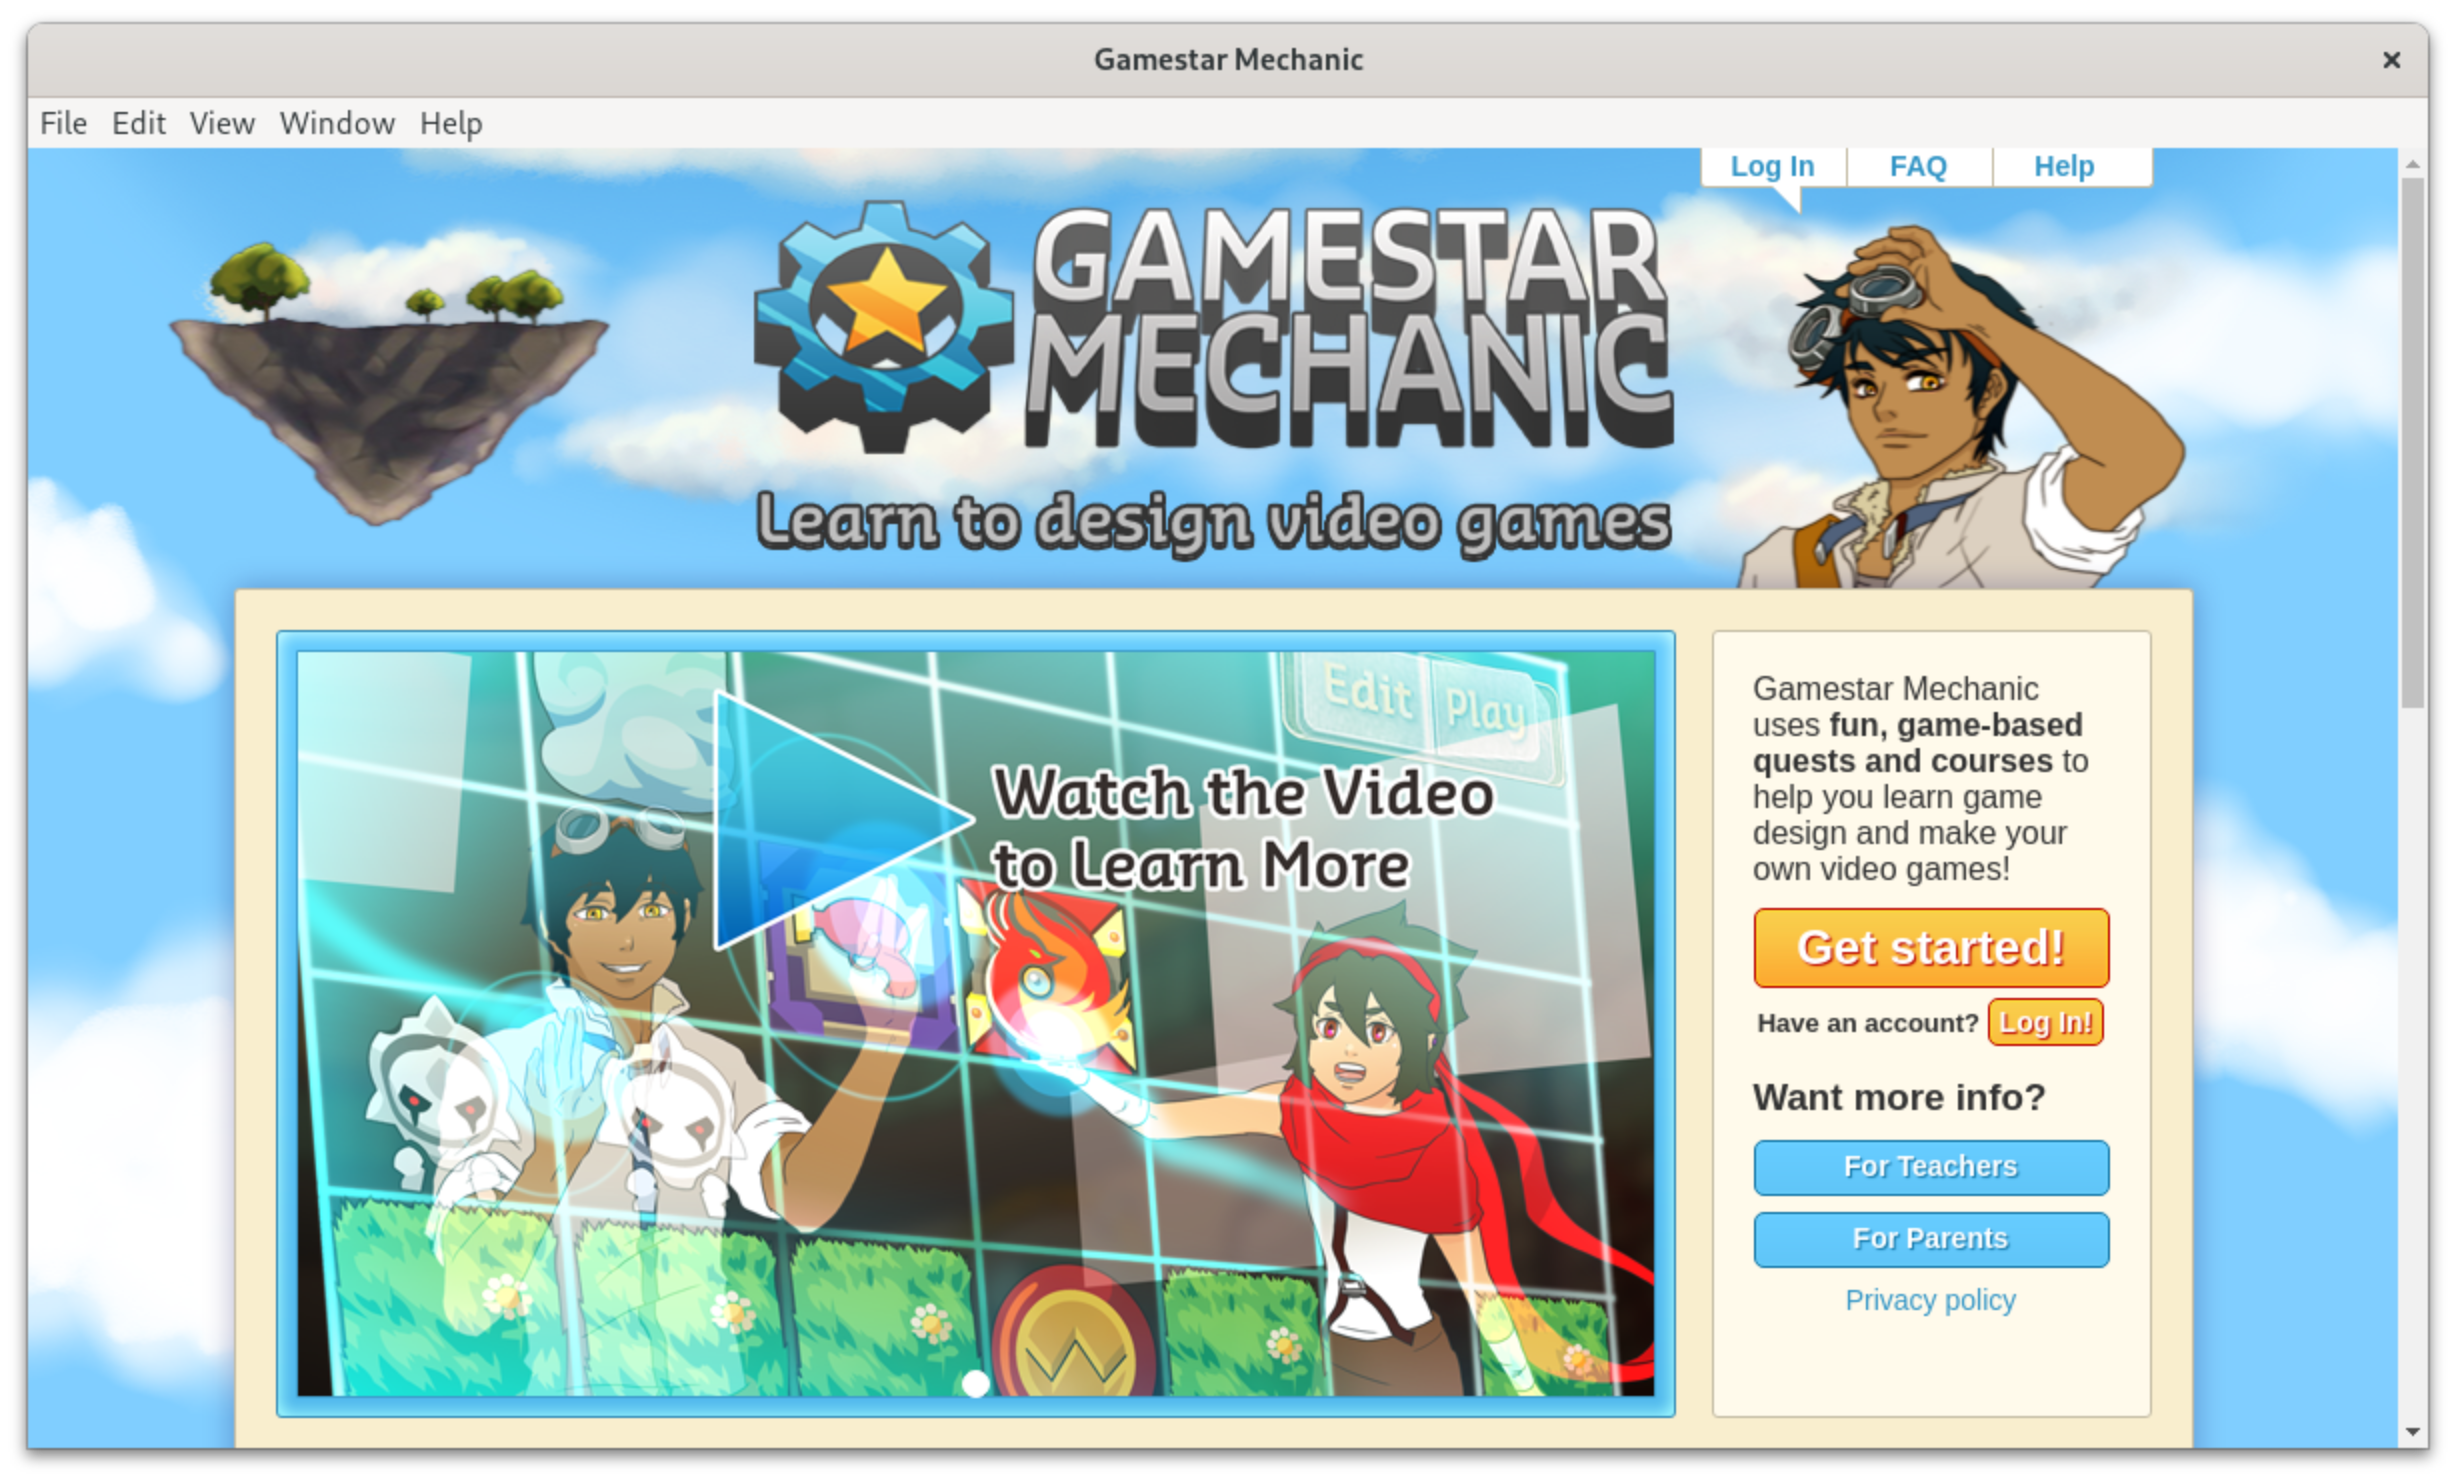 Gamestar Mechanic
File Edit View Window Help
Log In FAQ Help
GAMESTAR
MECHANIC
Learn to design video games
Edit Play
Watch the Video
to Learn More
Gamestar Mechanic
uses fun, game-based
quests and courses to
help you learn game
design and make your
own video games!
Get started!
Have an account? Log In!
Want more info?
For Teachers
For Parents
Privacy policy